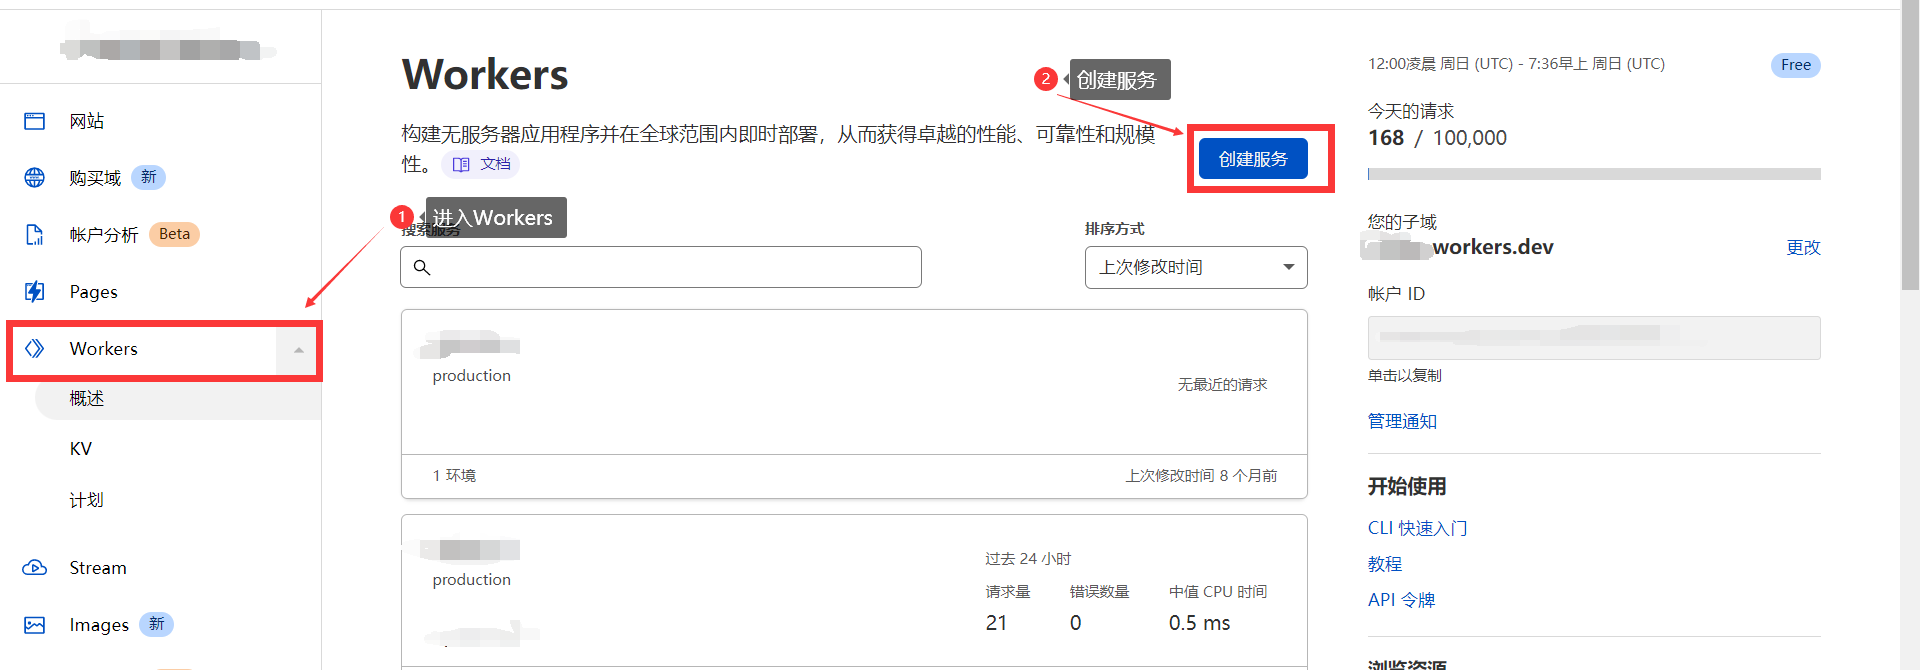 网站
购买域 新
帐户分析 Beta
Pages
Workers
概述
KV
计划
Stream
Images 新
Workers
构建无服务器应用程序并在全球范围内即时部署，从而获得卓越的性能、可靠性和规模
性。 文档
2 创建服务
创建服务
1 进入Workers
搜索服务
排序方式
上次修改时间
production
无最近的请求
1 环境
上次修改时间 8 个月前
production
过去 24 小时
请求量 错误数量 中值 CPU 时间
21 0 0.5 ms
12:00凌晨 周日 (UTC) - 7:36早上 周日 (UTC) Free
今天的请求
168 / 100,000
您的子域
workers.dev 更改
帐户 ID
单击以复制
管理通知
开始使用
CLI 快速入门
教程
API 令牌
浏览资源